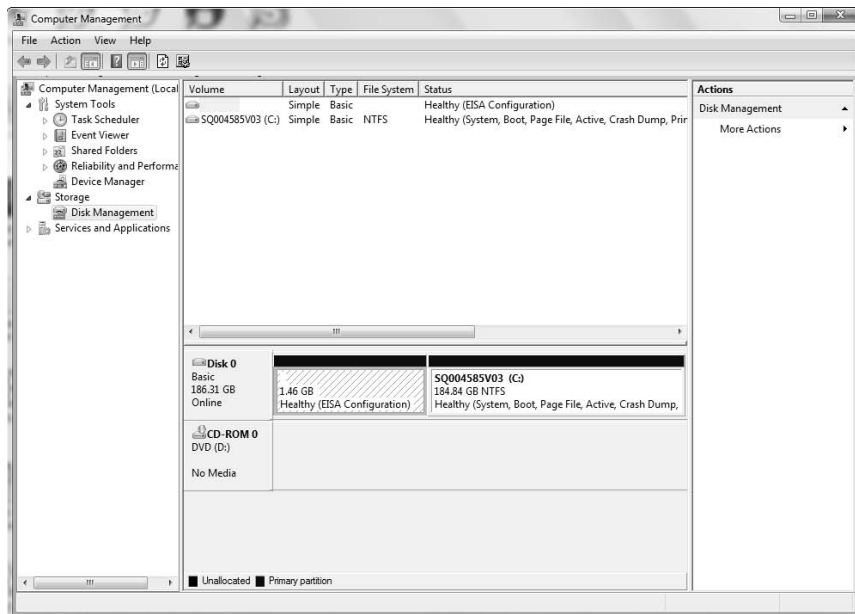 Computer Management
File Action View Help
Computer Management (Local
System Tools
Task Scheduler
Event Viewer
Shared Folders
Reliability and Performa
Device Manager
Storage
Disk Management
Services and Applications
Volume Layout Type File System Status
Simple Basic Healthy (EISA Configuration)
SQ004585V03 (C:) Simple Basic NTFS Healthy (System, Boot, Page File, Active, Crash Dump, Prir
Disk 0
Basic
186.31 GB
Online
1.46 GB
Healthy (EISA Configuration)
SQ004585V03 (C:)
184.84 GB NTFS
Healthy (System, Boot, Page File, Active, Crash Dump,
CD-ROM 0
DVD (D:)
No Media
Unallocated Primary partition
Actions
Disk Management
More Actions